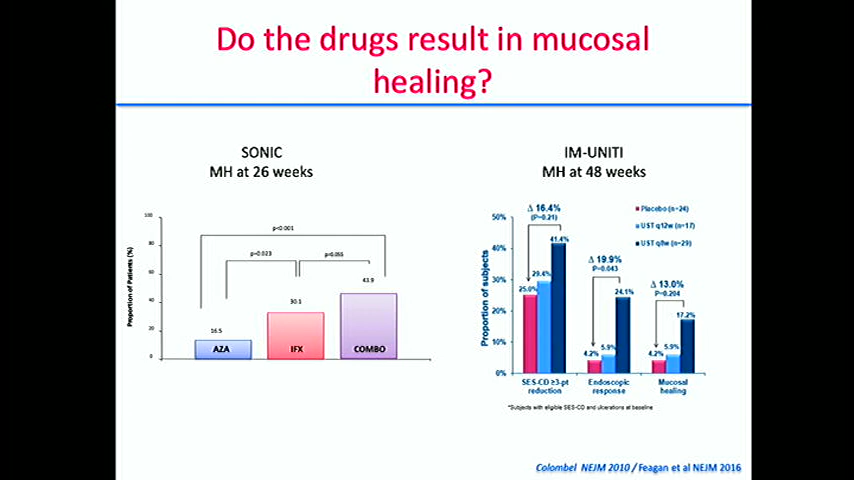 Do the drugs result in mucosal
healing?
SONIC
MH at 26 weeks
Proportion of Patients (%)
100
80
60
40
20
0
p<0.001
p=0.023
p=0.055
16.5
30.1
43.9
AZA
IFX
COMBO
IM-UNITI
MH at 48 weeks
Proportion of subjects
50%
40%
30%
20%
10%
0%
Δ 16.4%
(P=0.21)
Δ 19.9%
P=0.043
Δ 13.0%
P=0.204
Placebo (n=24)
UST q12w (n=17)
UST q8w (n=29)
25.0%
29.4%
41.4%
4.2%
5.9%
24.1%
4.2%
5.9%
17.2%
SES-CD ≥3-pt
reduction
Endoscopic
response
Mucosal
healing
*Subjects with eligible SES-CD and ulcerations at baseline
Colombel NEJM 2010 / Feagan et al NEJM 2016